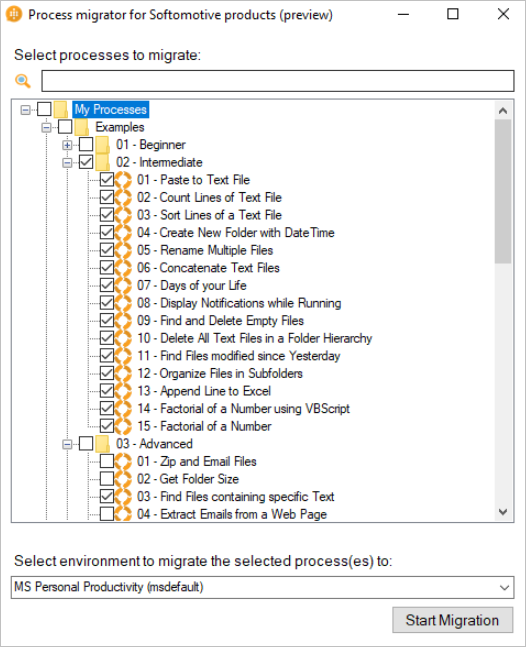 Process migrator for Softomotive products (preview)
Select processes to migrate:
My Processes
Examples
01 - Beginner
02 - Intermediate
01 - Paste to Text File
02 - Count Lines of Text File
03 - Sort Lines of a Text File
04 - Create New Folder with DateTime
05 - Rename Multiple Files
06 - Concatenate Text Files
07 - Days of your Life
08 - Display Notifications while Running
09 - Find and Delete Empty Files
10 - Delete All Text Files in a Folder Hierarchy
11 - Find Files modified since Yesterday
12 - Organize Files in Subfolders
13 - Append Line to Excel
14 - Factorial of a Number using VBScript
15 - Factorial of a Number
03 - Advanced
01 - Zip and Email Files
02 - Get Folder Size
03 - Find Files containing specific Text
04 - Extract Emails from a Web Page
Select environment to migrate the selected process(es) to:
MS Personal Productivity (msdefault)
Start Migration